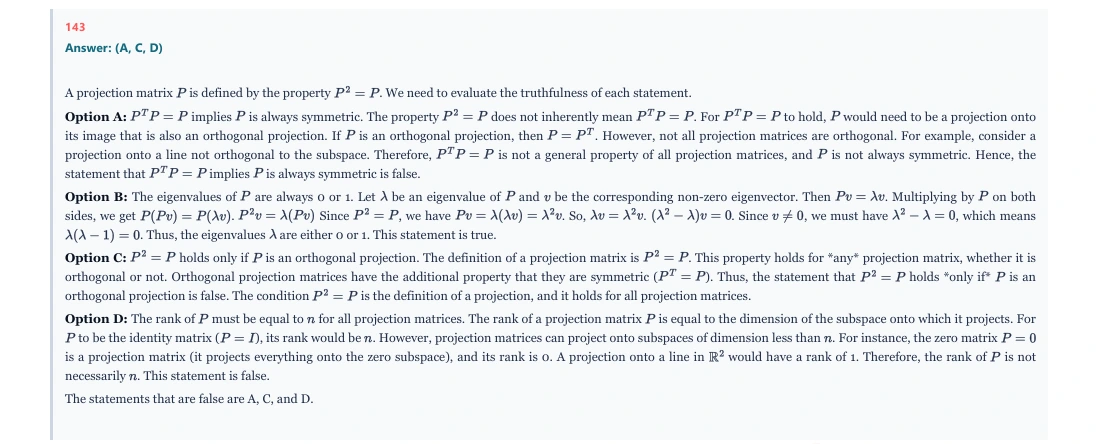 143
Answer: (A, C, D)
A projection matrix P is defined by the property P² = P. We need to evaluate the truthfulness of each statement.
Option A: PᵀP = P implies P is always symmetric. The property P² = P does not inherently mean PᵀP = P. For PᵀP = P to hold, P would need to be a projection onto
its image that is also an orthogonal projection. If P is an orthogonal projection, then P = Pᵀ. However, not all projection matrices are orthogonal. For example, consider a
projection onto a line not orthogonal to the subspace. Therefore, PᵀP = P is not a general property of all projection matrices, and P is not always symmetric. Hence, the
statement that PᵀP = P implies P is always symmetric is false.
Option B: The eigenvalues of P are always 0 or 1. Let λ be an eigenvalue of P and v be the corresponding non-zero eigenvector. Then Pv = λv. Multiplying by P on both
sides, we get P(Pv) = P(λv). P²v = λ(Pv) Since P² = P, we have Pv = λ(λv) = λ²v. So, λv = λ²v. (λ² − λ)v = 0. Since v ≠ 0, we must have λ² − λ = 0, which means
λ(λ − 1) = 0. Thus, the eigenvalues λ are either 0 or 1. This statement is true.
Option C: P² = P holds only if P is an orthogonal projection. The definition of a projection matrix is P² = P. This property holds for *any* projection matrix, whether it is
orthogonal or not. Orthogonal projection matrices have the additional property that they are symmetric (Pᵀ = P). Thus, the statement that P² = P holds *only if* P is an
orthogonal projection is false. The condition P² = P is the definition of a projection, and it holds for all projection matrices.
Option D: The rank of P must be equal to n for all projection matrices. The rank of a projection matrix P is equal to the dimension of the subspace onto which it projects. For
P to be the identity matrix (P = I), its rank would be n. However, projection matrices can project onto subspaces of dimension less than n. For instance, the zero matrix P = 0
is a projection matrix (it projects everything onto the zero subspace), and its rank is 0. A projection onto a line in ℝ² would have a rank of 1. Therefore, the rank of P is not
necessarily n. This statement is false.
The statements that are false are A, C, and D.